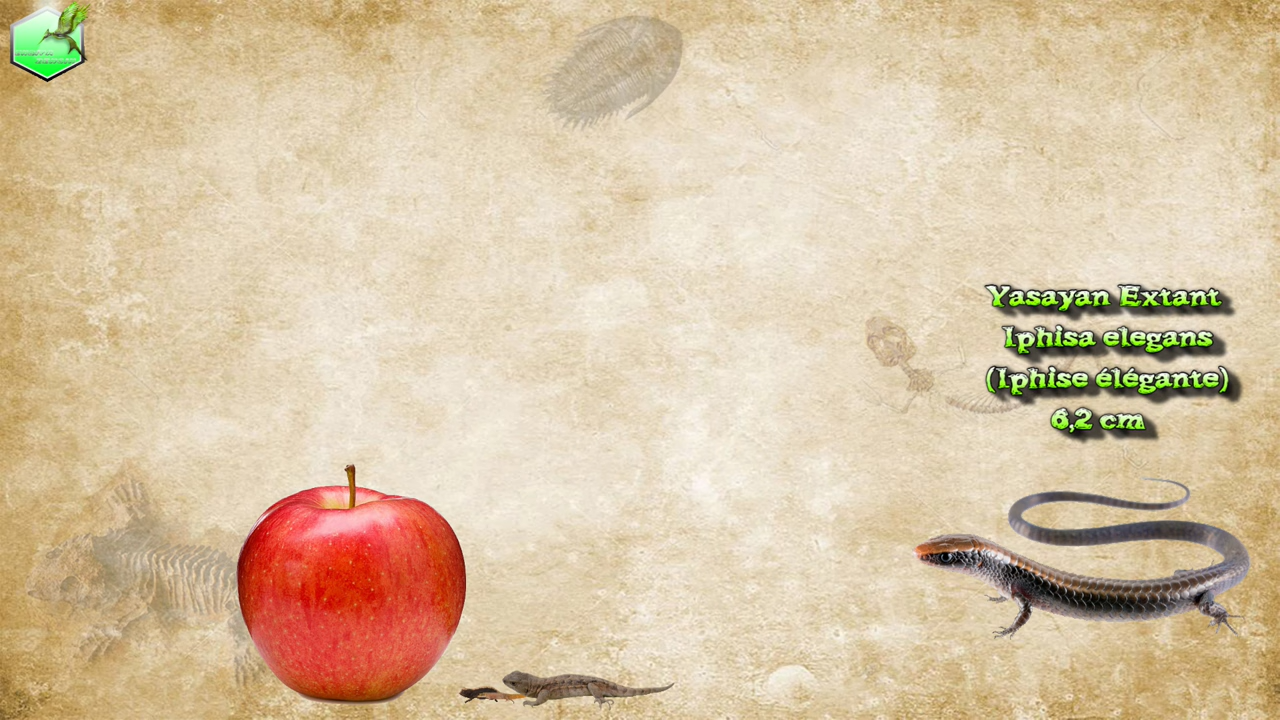 Yasayan Extant
Iphisa elegans
(Iphise élégante)
6,2 cm